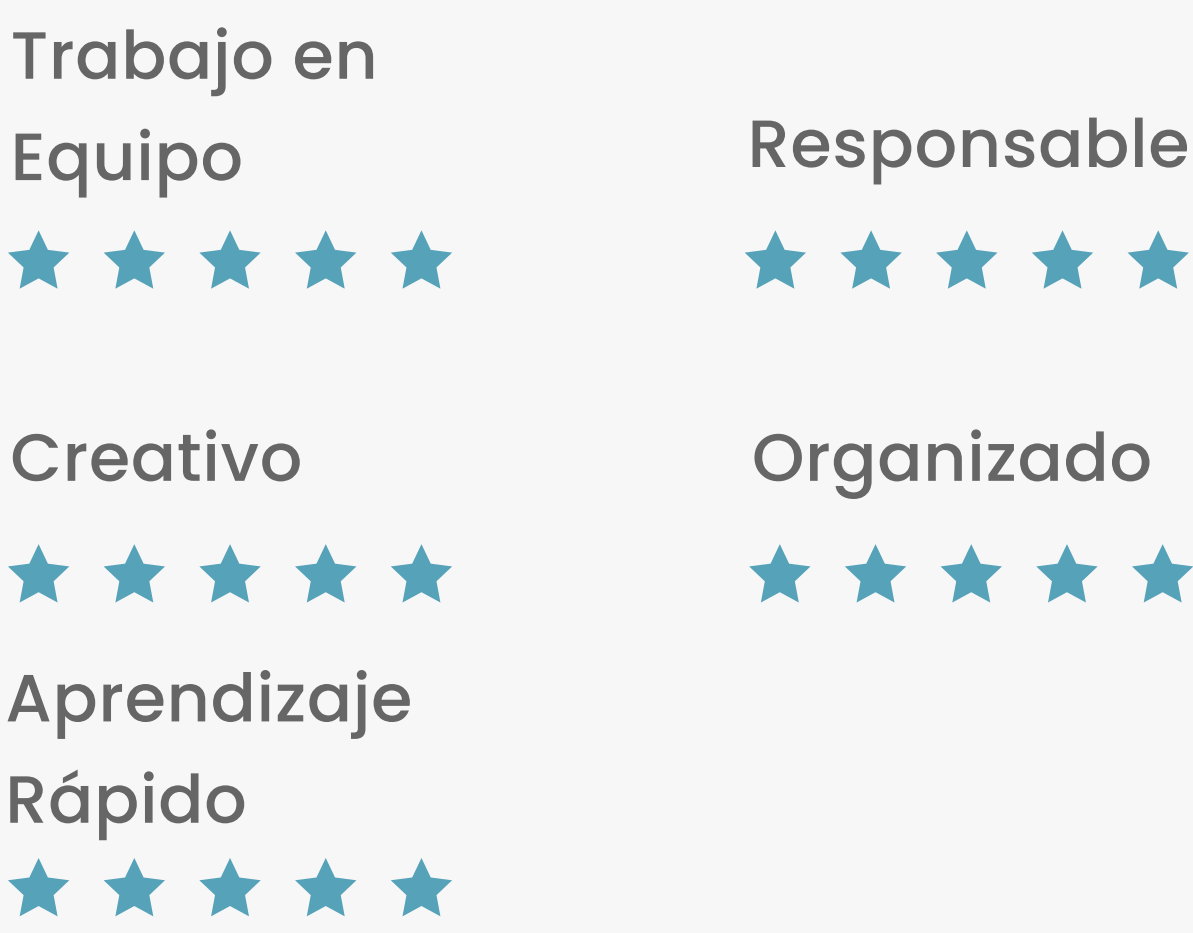 Trabajo en
Equipo
Responsable
Creativo
Organizado
Aprendizaje
Rápido